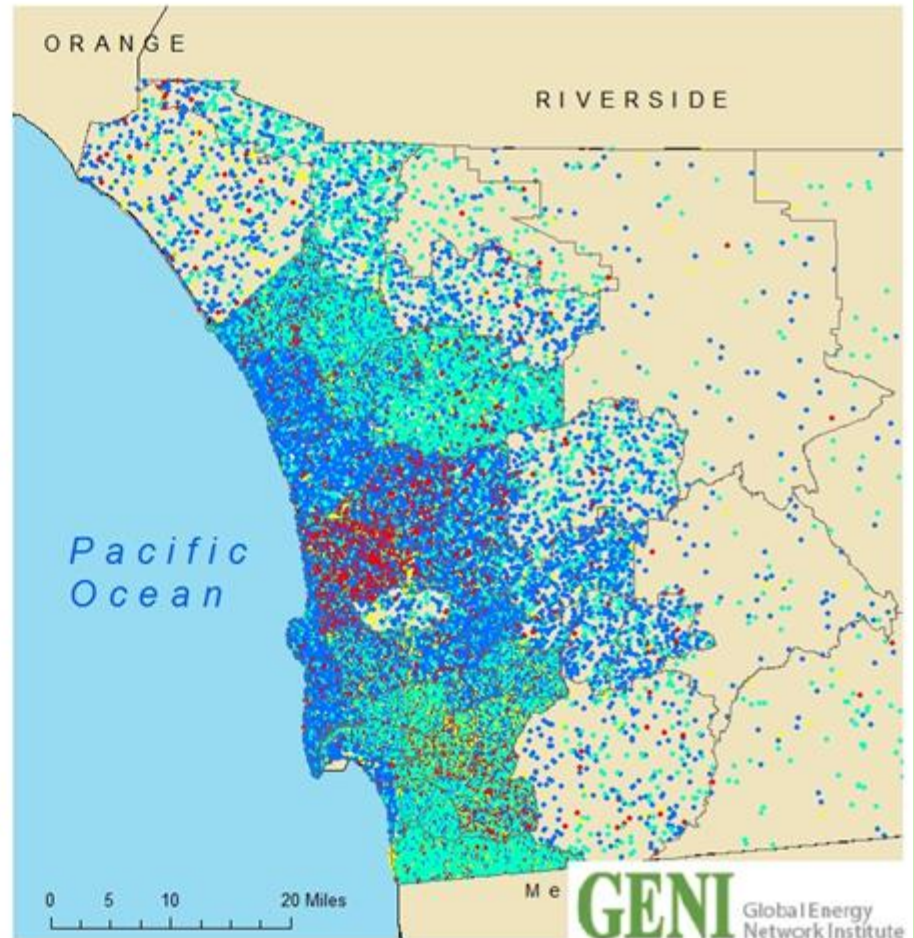 ORANGE
RIVERSIDE
Pacific
Ocean
0 5 10 20 Miles
Me
GENI
Global Energy
Network Institute